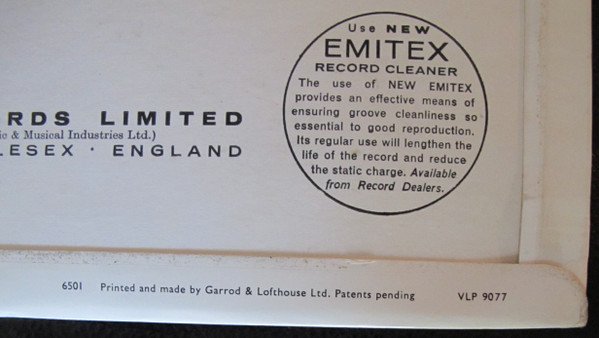 Use NEW
EMITEX
RECORD CLEANER
The use of NEW EMITEX
provides an effective means of
ensuring groove cleanliness so
essential to good reproduction.
Its regular use will lengthen the
life of the record and reduce
the static charge. Available
from Record Dealers.
RDS LIMITED
ic & Musical Industries Ltd.)
LESEX · ENGLAND
6501 Printed and made by Garrod & Lofthouse Ltd. Patents pending VLP 9077